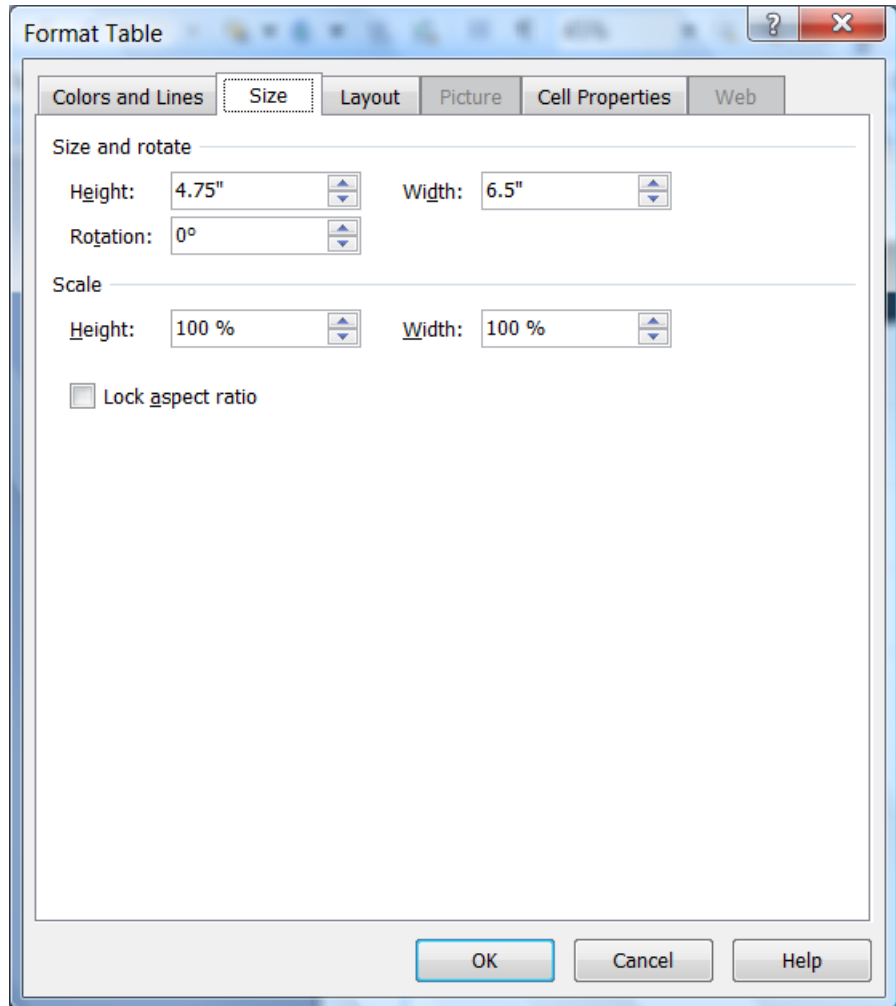 Format Table
?
Colors and Lines Size Layout Picture Cell Properties Web
Size and rotate
Height: 4.75" Width: 6.5"
Rotation: 0°
Scale
Height: 100 % Width: 100 %
Lock aspect ratio
OK Cancel Help